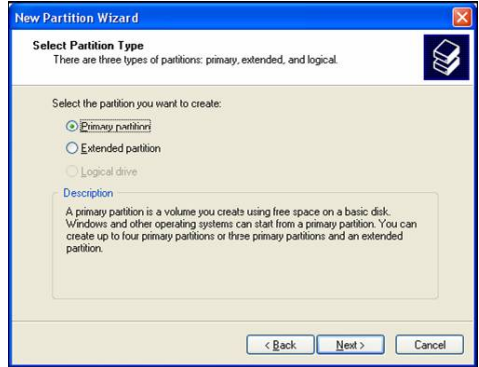 New Partition Wizard
Select Partition Type
There are three types of partitions: primary, extended, and logical.
Select the partition you want to create:
Primary partition
Extended partition
Logical drive
Description
A primary partition is a volume you create using free space on a basic disk.
Windows and other operating systems can start from a primary partition. You can
create up to four primary partitions or three primary partitions and an extended
partition.
< Back
Next >
Cancel